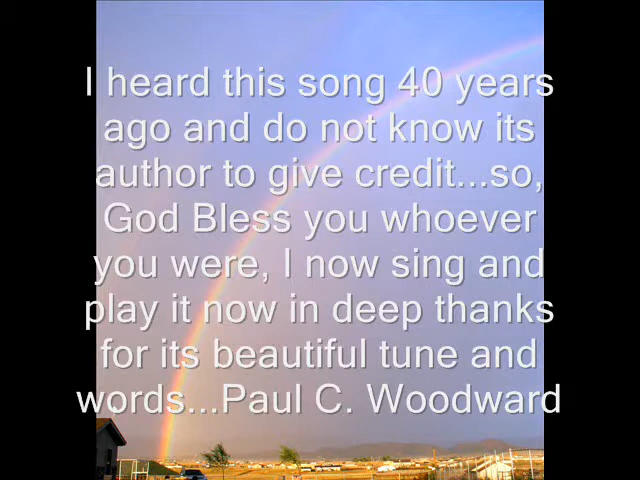 I heard this song 40 years
ago and do not know its
author to give credit...so,
God Bless you whoever
you were, I now sing and
play it now in deep thanks
for its beautiful tune and
words...Paul C. Woodward